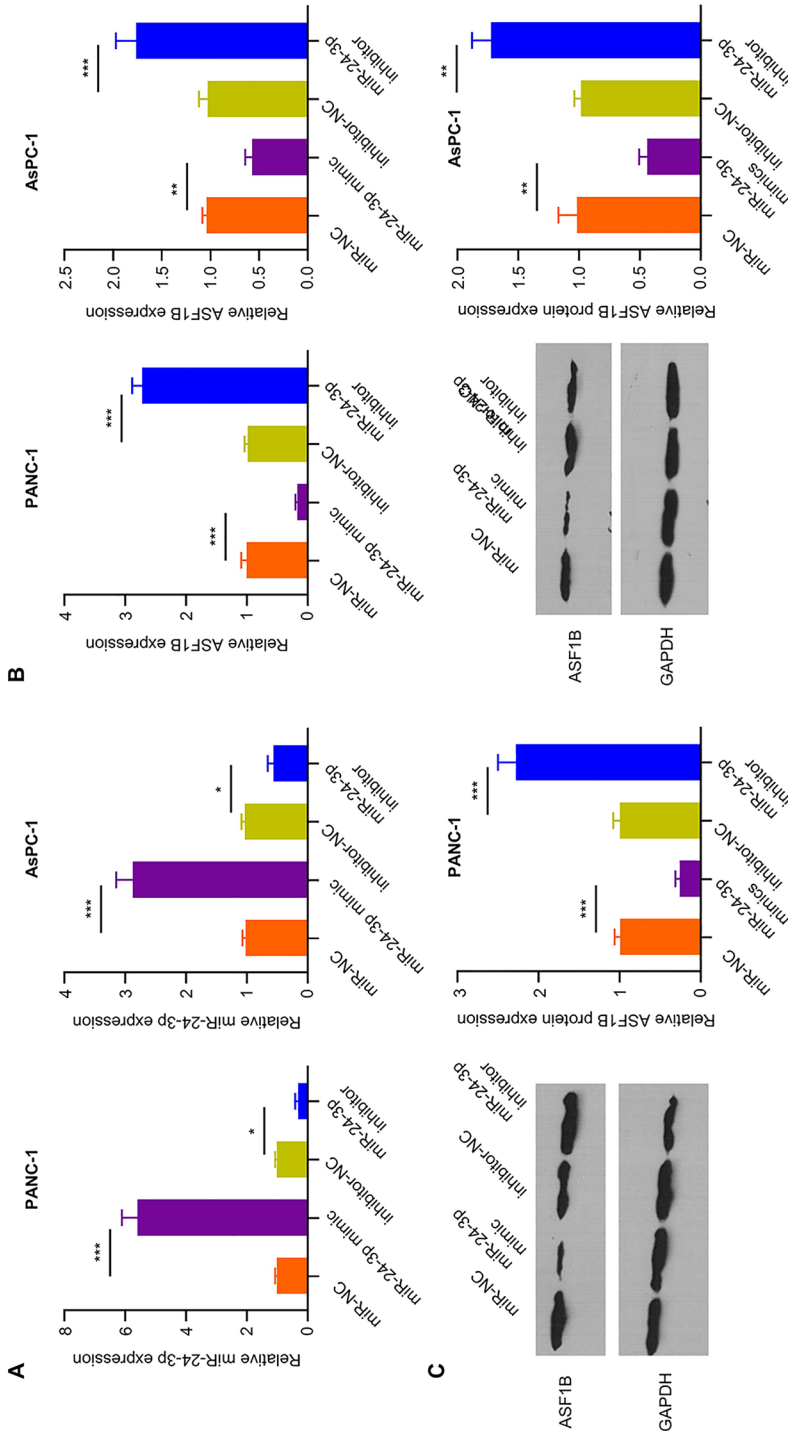 A
PANC-1
Relative miR-24-3p expression
8
6
4
2
0
***
*
miR-NC
miR-24-3p mimic
inhibitor-NC
miR-24-3p
inhibitor
AsPC-1
Relative miR-24-3p expression
4
3
2
1
0
***
*
miR-NC
miR-24-3p mimic
inhibitor-NC
miR-24-3p
inhibitor
B
PANC-1
Relative ASF1B expression
4
3
2
1
0
***
***
miR-NC
miR-24-3p mimic
inhibitor-NC
miR-24-3p
inhibitor
AsPC-1
Relative ASF1B expression
2.5
2.0
1.5
1.0
0.5
0.0
**
***
miR-NC
miR-24-3p mimic
inhibitor-NC
miR-24-3p
inhibitor
C
miR-NC
miR-24-3p
mimic
inhibitor-NC
miR-24-3p
inhibitor
ASF1B
GAPDH
PANC-1
Relative ASF1B protein expression
3
2
1
0
***
***
miR-NC
miR-24-3p
mimics
inhibitor-NC
miR-24-3p
inhibitor
miR-NC
miR-24-3p
mimic
inhibitor-NC
miR-24-3p
inhibitor
ASF1B
GAPDH
AsPC-1
Relative ASF1B protein expression
2.0
1.5
1.0
0.5
0.0
**
**
miR-NC
miR-24-3p
mimics
inhibitor-NC
miR-24-3p
inhibitor